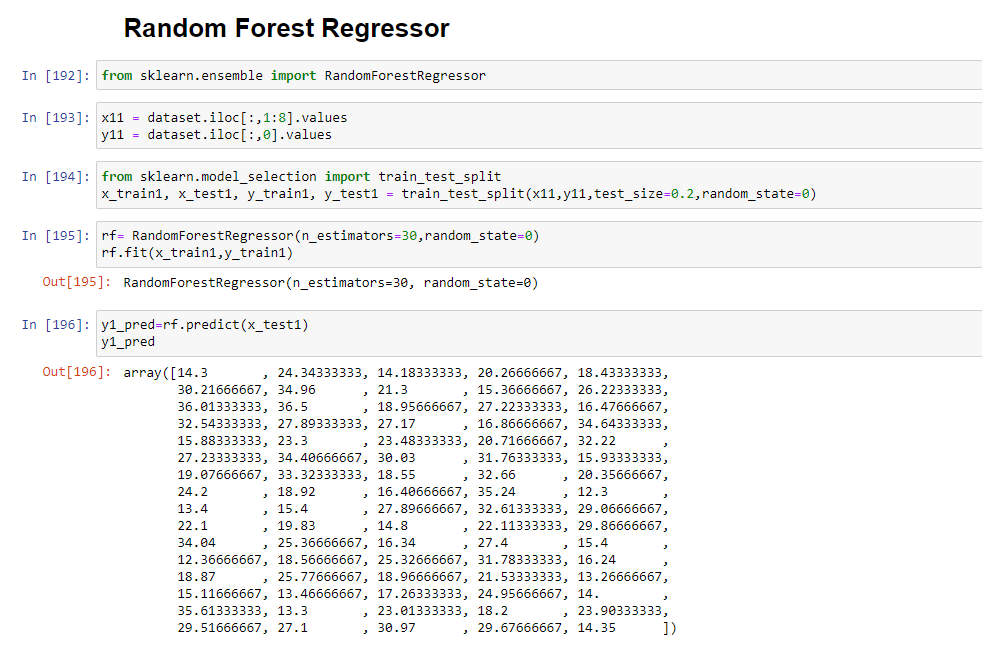 Random Forest Regressor
In [192]: from sklearn.ensemble import RandomForestRegressor
In [193]: x11 = dataset.iloc[:,1:8].values
y11 = dataset.iloc[:,0].values
In [194]: from sklearn.model_selection import train_test_split
x_train1, x_test1, y_train1, y_test1 = train_test_split(x11,y11,test_size=0.2,random_state=0)
In [195]: rf= RandomForestRegressor(n_estimators=30,random_state=0)
rf.fit(x_train1,y_train1)
Out[195]: RandomForestRegressor(n_estimators=30, random_state=0)
In [196]: y1_pred=rf.predict(x_test1)
y1_pred
Out[196]: array([14.3       , 24.34333333, 14.18333333, 20.26666667, 18.43333333,
30.21666667, 34.96      , 21.3       , 15.36666667, 26.22333333,
36.01333333, 36.5       , 18.95666667, 27.22333333, 16.47666667,
32.54333333, 27.89333333, 27.17      , 16.86666667, 34.64333333,
15.88333333, 23.3       , 23.48333333, 20.71666667, 32.22      ,
27.23333333, 34.40666667, 30.03      , 31.76333333, 15.93333333,
19.07666667, 33.32333333, 18.55      , 32.66      , 20.35666667,
24.2       , 18.92      , 16.40666667, 35.24      , 12.3       ,
13.4       , 15.4       , 27.89666667, 32.61333333, 29.06666667,
22.1       , 19.83      , 14.8       , 22.11333333, 29.86666667,
34.04      , 25.36666667, 16.34      , 27.4       , 15.4       ,
12.36666667, 18.56666667, 25.32666667, 31.78333333, 16.24      ,
18.87      , 25.77666667, 18.96666667, 21.53333333, 13.26666667,
15.11666667, 13.46666667, 17.26333333, 24.95666667, 14.        ,
35.61333333, 13.3       , 23.01333333, 18.2       , 23.90333333,
29.51666667, 27.1       , 30.97      , 29.67666667, 14.35      ])